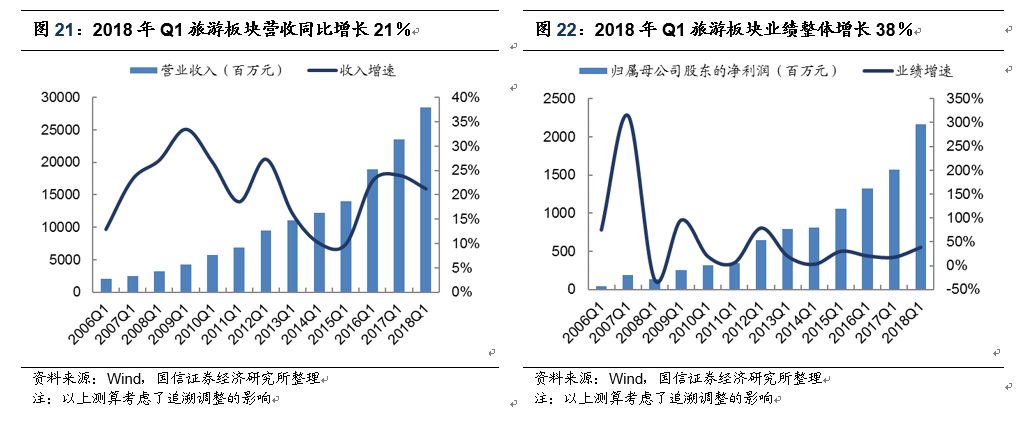 图 21：2018 年 Q1 旅游板块营收同比增长 21%
营业收入（百万元）
收入增速
30000
25000
20000
15000
10000
5000
0
40%
35%
30%
25%
20%
15%
10%
5%
0%
2006Q1
2007Q1
2008Q1
2009Q1
2010Q1
2011Q1
2012Q1
2013Q1
2014Q1
2015Q1
2016Q1
2017Q1
2018Q1
资料来源：Wind，国信证券经济研究所整理
注：以上测算考虑了追溯调整的影响
图 22：2018 年 Q1 旅游板块业绩整体增长 38%
归属母公司股东的净利润（百万元）
业绩增速
2500
2000
1500
1000
500
0
350%
300%
250%
200%
150%
100%
50%
0%
-50%
2006Q1
2007Q1
2008Q1
2009Q1
2010Q1
2011Q1
2012Q1
2013Q1
2014Q1
2015Q1
2016Q1
2017Q1
2018Q1
资料来源：Wind，国信证券经济研究所整理
注：以上测算考虑了追溯调整的影响